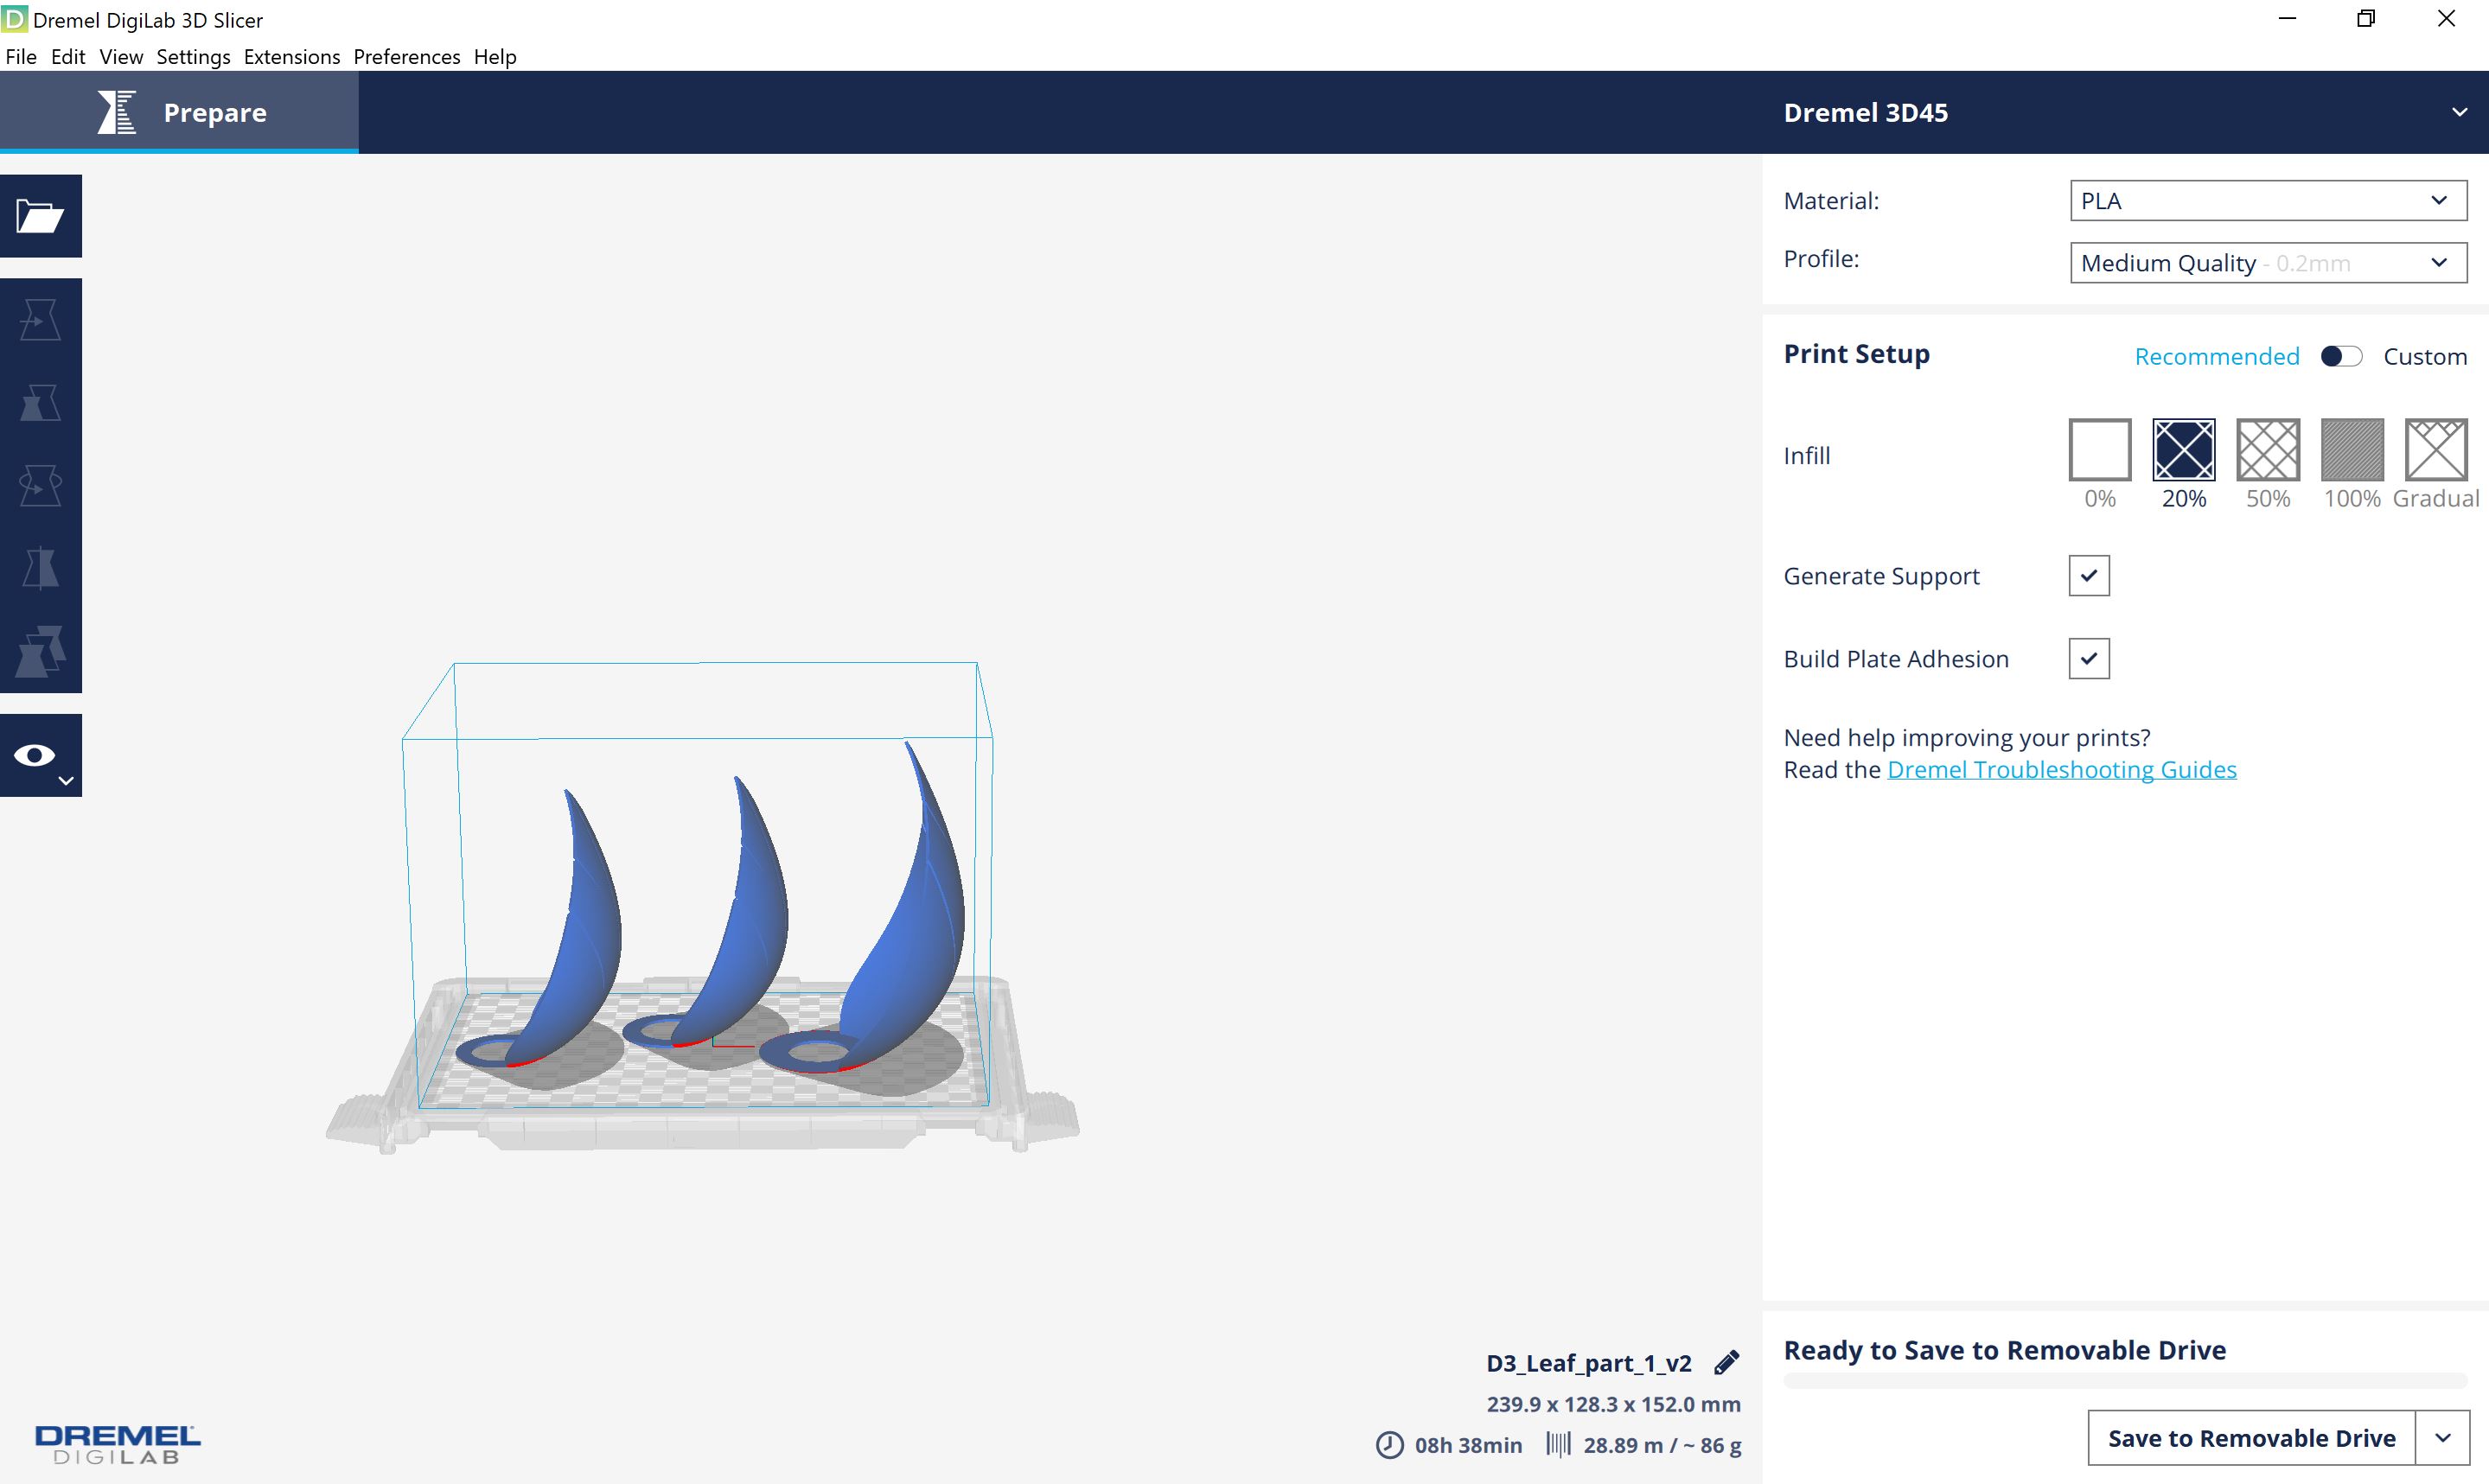 Dremel DigiLab 3D Slicer
File Edit View Settings Extensions Preferences Help
Prepare
Dremel 3D45
Material:
PLA
Profile:
Medium Quality - 0.2mm
Print Setup
Recommended
Custom
Infill
0%
20%
50%
100%
Gradual
Generate Support
Build Plate Adhesion
Need help improving your prints?
Read the Dremel Troubleshooting Guides
D3_Leaf_part_1_v2
239.9 x 128.3 x 152.0 mm
08h 38min
28.89 m / ~ 86 g
Ready to Save to Removable Drive
Save to Removable Drive
DREMEL
DIGILAB